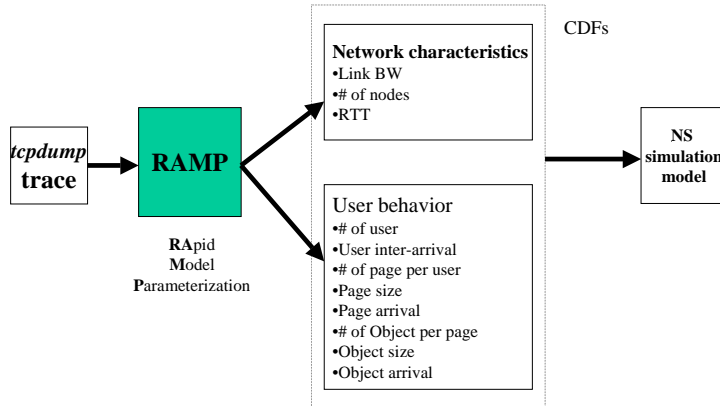 tcpdump
trace
RAMP
RApid
Model
Parameterization
Network characteristics
•Link BW
•# of nodes
•RTT
User behavior
•# of user
•User inter-arrival
•# of page per user
•Page size
•Page arrival
•# of Object per page
•Object size
•Object arrival
CDFs
NS
simulation
model